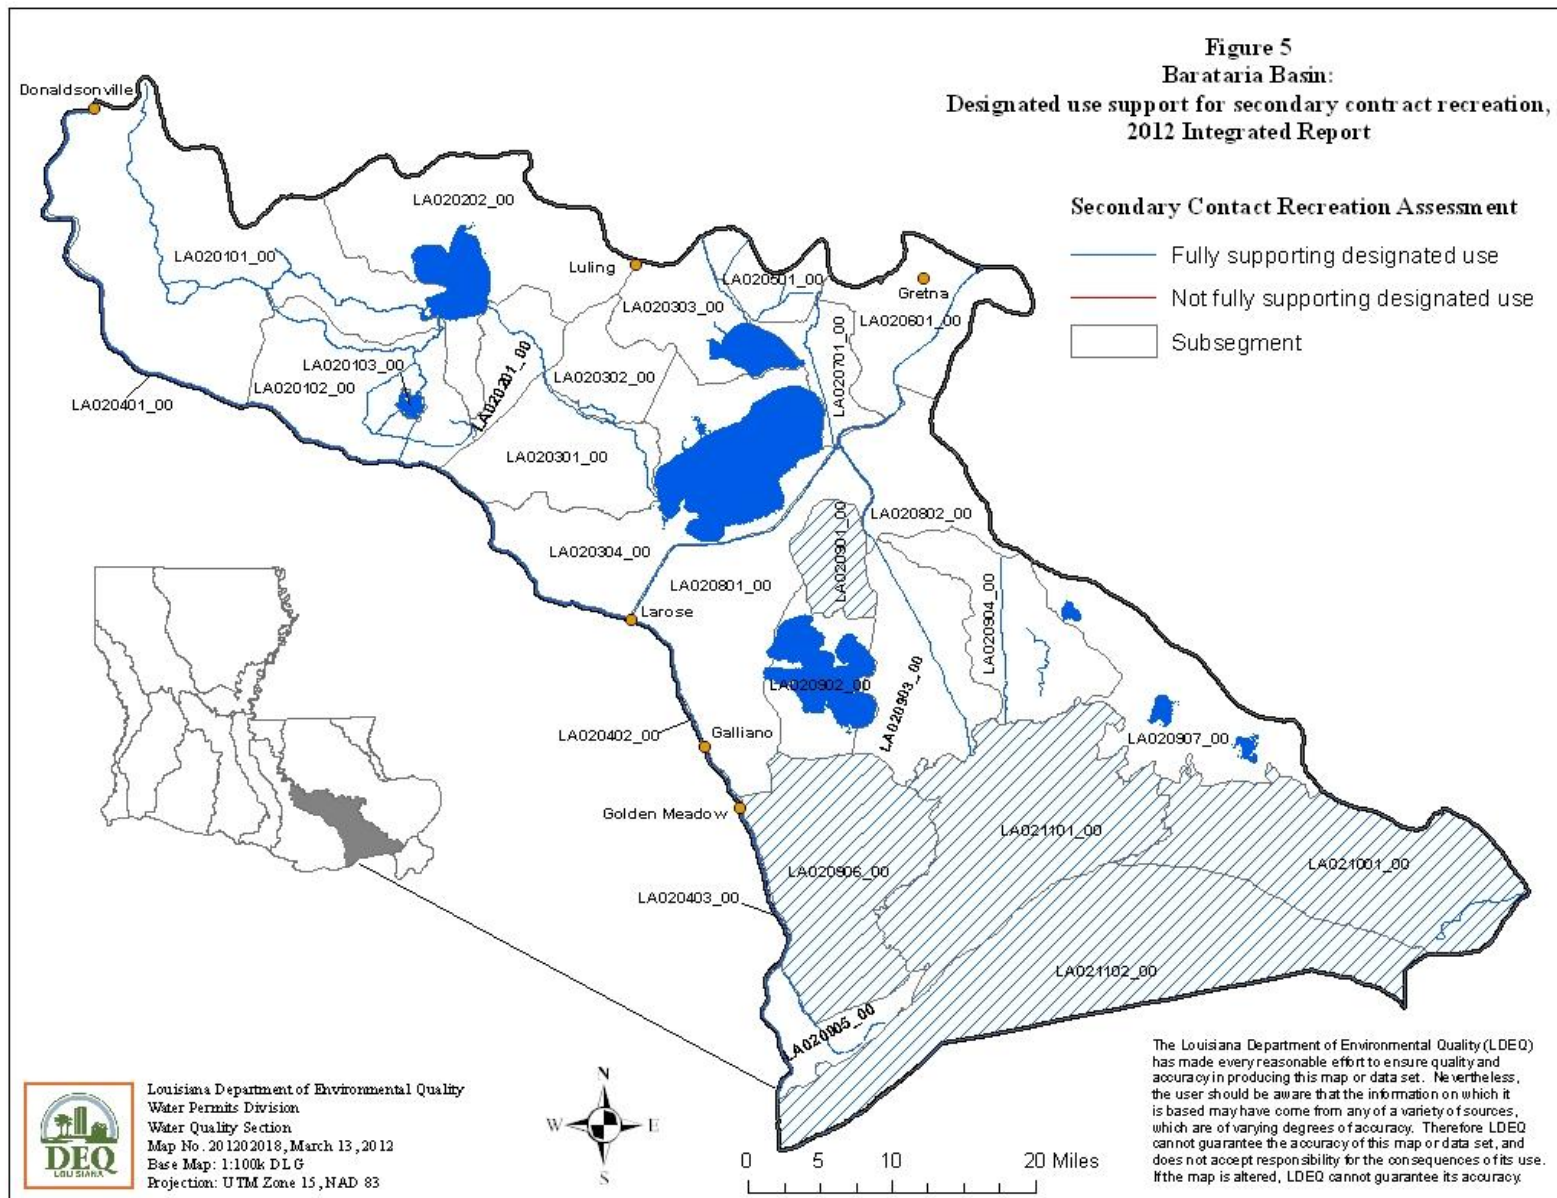 Figure 5
Barataria Basin:
Designated use support for secondary contract recreation,
2012 Integrated Report
Secondary Contact Recreation Assessment
Fully supporting designated use
Not fully supporting designated use
Subsegment
Donaldsonville
LA020202_00
LA020101_00
Luling
LA020501_00
Gretna
LA020303_00
LA020601_00
LA020701_00
LA020103_00
LA020102_00
LA020201_00
LA020302_00
LA020401_00
LA020301_00
LA020802_00
LA020304_00
LA020901_00
LA020801_00
LA020904_00
Larose
LA020902_00
LA020903_00
LA020402_00
Galliano
LA020907_00
Golden Meadow
LA021101_00
LA020906_00
LA021001_00
LA020403_00
LA021102_00
LA020905_00
DEQ
LOUISIANA
Louisiana Department of Environmental Quality
Water Permits Division
Water Quality Section
Map No. 201202018, March 13, 2012
Base Map: 1:100k DLG
Projection: UTM Zone 15, NAD 83
N
W
E
S
0 5 10 20 Miles
The Louisiana Department of Environmental Quality (LDEQ)
has made every reasonable effort to ensure quality and
accuracy in producing this map or data set. Nevertheless,
the user should be aware that the information on which it
is based may have come from any of a variety of sources,
which are of varying degrees of accuracy. Therefore LDEQ
cannot guarantee the accuracy of this map or data set, and
does not accept responsibility for the consequences of its use.
If the map is altered, LDEQ cannot guarantee its accuracy.